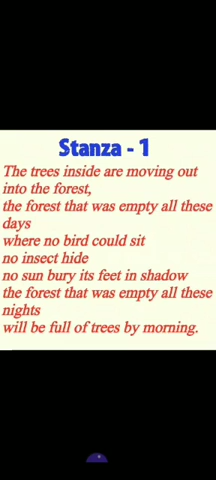 Stanza - 1
The trees inside are moving out
into the forest,
the forest that was empty all these
days
where no bird could sit
no insect hide
no sun bury its feet in shadow
the forest that was empty all these
nights
will be full of trees by morning.